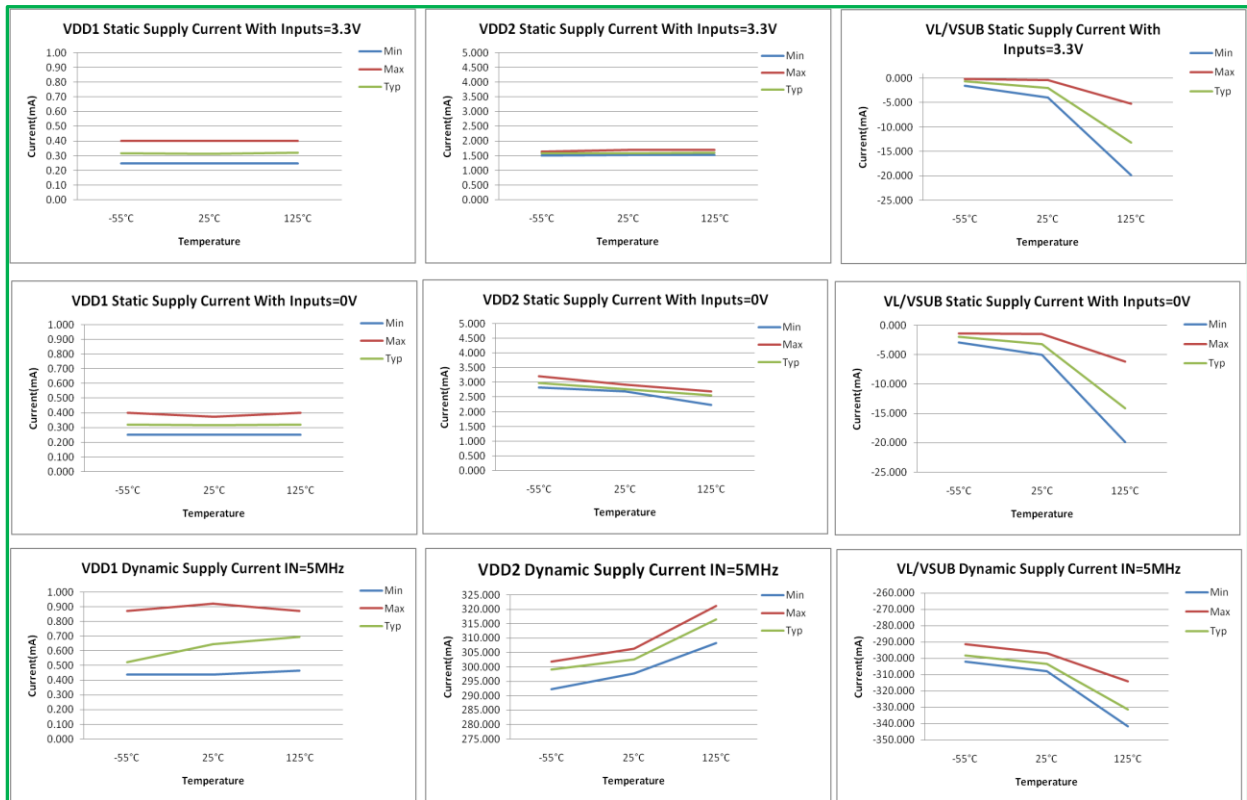 VDD1 Static Supply Current With Inputs=3.3V
Current(mA)
1.00
0.90
0.80
0.70
0.60
0.50
0.40
0.30
0.20
0.10
0.00
-55°C 25°C 125°C
Temperature
Min
Max
Typ
VDD2 Static Supply Current With Inputs=3.3V
Current(mA)
5.000
4.500
4.000
3.500
3.000
2.500
2.000
1.500
1.000
0.500
0.000
-55°C 25°C 125°C
Temperature
Min
Max
Typ
VL/VSUB Static Supply Current With
Inputs=3.3V
Current(mA)
0.000
-5.000
-10.000
-15.000
-20.000
-25.000
-55°C 25°C 125°C
Temperature
Min
Max
Typ
VDD1 Static Supply Current With Inputs=0V
Current(mA)
1.000
0.900
0.800
0.700
0.600
0.500
0.400
0.300
0.200
0.100
0.000
-55°C 25°C 125°C
Temperature
Min
Max
Typ
VDD2 Static Supply Current With Inputs=0V
Current(mA)
5.000
4.500
4.000
3.500
3.000
2.500
2.000
1.500
1.000
0.500
0.000
-55°C 25°C 125°C
Temperature
Min
Max
Typ
VL/VSUB Static Supply Current With Inputs=0V
Current(mA)
0.000
-5.000
-10.000
-15.000
-20.000
-25.000
-55°C 25°C 125°C
Temperature
Min
Max
Typ
VDD1 Dynamic Supply Current IN=5MHz
Current(mA)
1.000
0.900
0.800
0.700
0.600
0.500
0.400
0.300
0.200
0.100
0.000
-55°C 25°C 125°C
Temperature
Min
Max
Typ
VDD2 Dynamic Supply Current IN=5MHz
Current(mA)
325.000
320.000
315.000
310.000
305.000
300.000
295.000
290.000
285.000
280.000
275.000
-55°C 25°C 125°C
Temperature
Min
Max
Typ
VL/VSUB Dynamic Supply Current IN=5MHz
Current(mA)
-260.000
-270.000
-280.000
-290.000
-300.000
-310.000
-320.000
-330.000
-340.000
-350.000
-55°C 25°C 125°C
Temperature
Min
Max
Typ